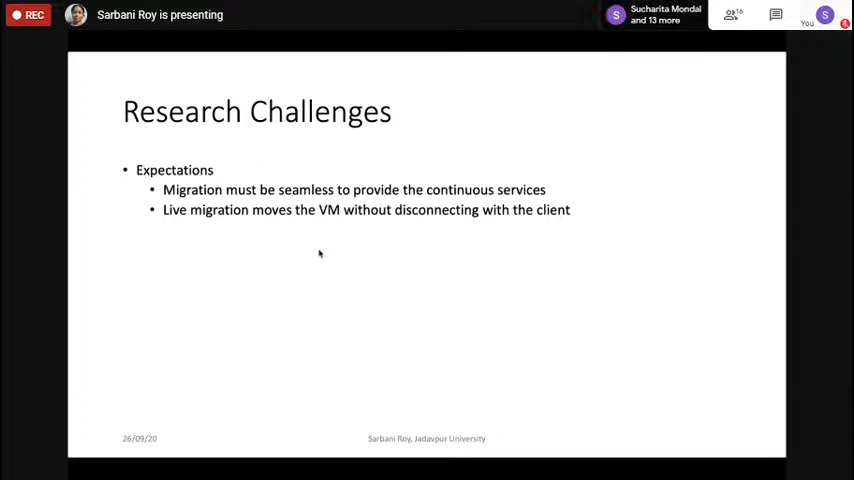 REC
Sarbani Roy is presenting
Sucharita Mondal
and 13 more
S
16
You
S
Research Challenges
• Expectations
• Migration must be seamless to provide the continuous services
• Live migration moves the VM without disconnecting with the client
26/09/20
Sarbani Roy, Jadavpur University